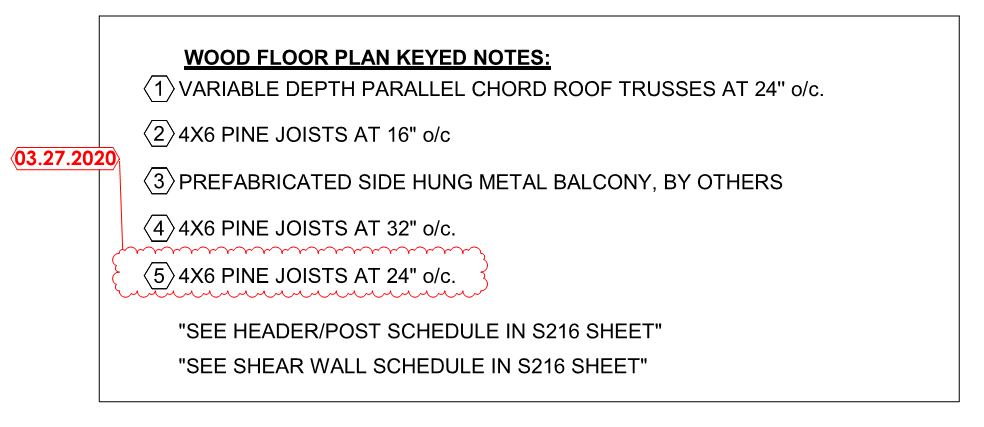 WOOD FLOOR PLAN KEYED NOTES:
1 VARIABLE DEPTH PARALLEL CHORD ROOF TRUSSES AT 24" o/c.
2 4X6 PINE JOISTS AT 16" o/c
03.27.2020
3 PREFABRICATED SIDE HUNG METAL BALCONY, BY OTHERS
4 4X6 PINE JOISTS AT 32" o/c.
5 4X6 PINE JOISTS AT 24" o/c.
"SEE HEADER/POST SCHEDULE IN S216 SHEET"
"SEE SHEAR WALL SCHEDULE IN S216 SHEET"